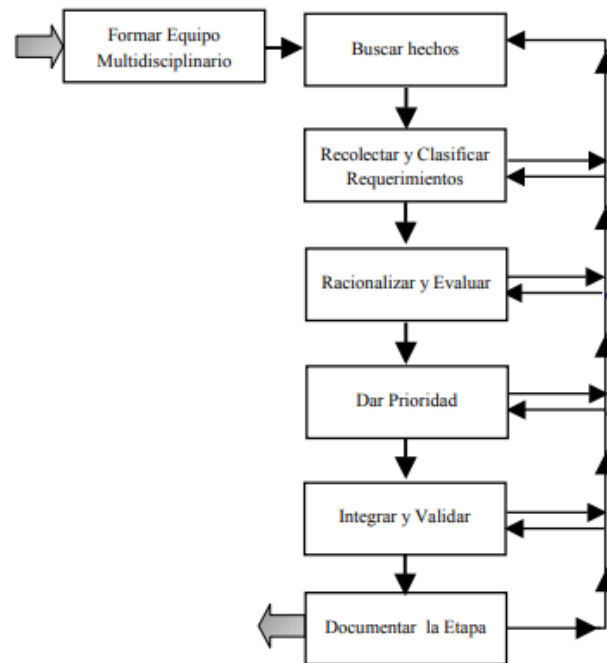 Formar Equipo
Multidisciplinario
Buscar hechos
Recolectar y Clasificar
Requerimientos
Racionalizar y Evaluar
Dar Prioridad
Integrar y Validar
Documentar la Etapa